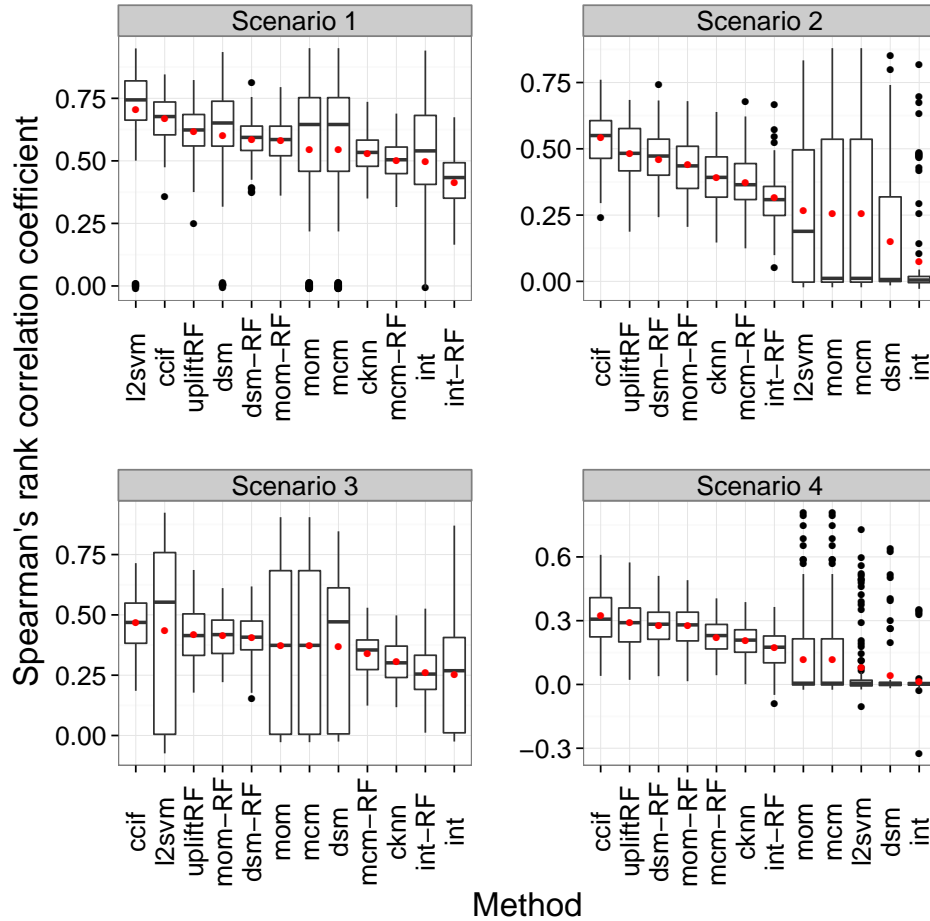 Spearman's rank correlation coefficient
Scenario 1
0.75
0.50
0.25
0.00
l2svm
ccif
upliftRF
dsm
dsm−RF
mom−RF
mom
mcm
cknn
mcm−RF
int
int−RF
Scenario 2
0.75
0.50
0.25
0.00
ccif
upliftRF
dsm−RF
mom−RF
cknn
mcm−RF
int−RF
l2svm
mom
mcm
dsm
int
Scenario 3
0.75
0.50
0.25
0.00
ccif
l2svm
upliftRF
mom−RF
dsm−RF
mom
mcm
dsm
mcm−RF
cknn
int−RF
int
Scenario 4
0.6
0.3
0.0
−0.3
ccif
upliftRF
dsm−RF
mom−RF
mcm−RF
cknn
int−RF
mom
mcm
l2svm
dsm
int
Method